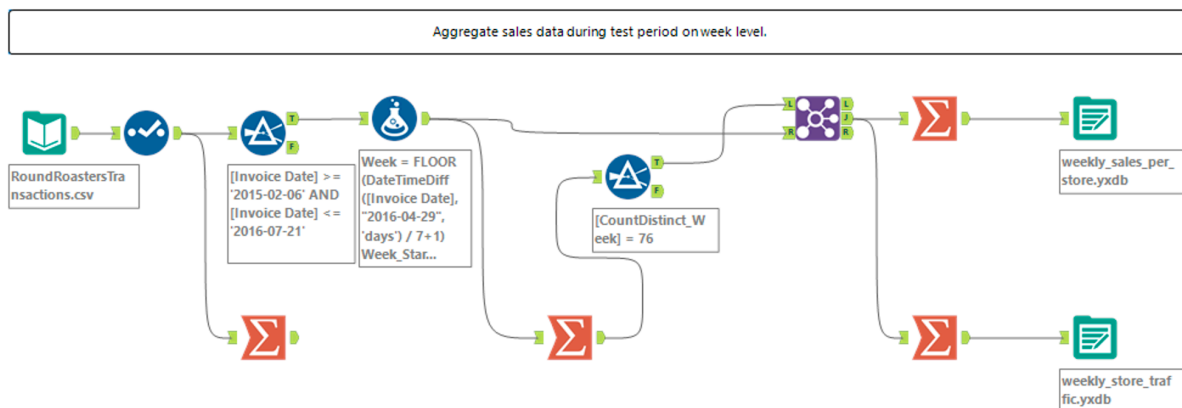 Aggregate sales data during test period on week level.
RoundRoastersTra
nsactions.csv
T
F
[Invoice Date] >=
'2015-02-06' AND
[Invoice Date] <=
'2016-07-21'
Week = FLOOR
(DateTimeDiff
([Invoice Date],
"2016-04-29",
'days') / 7+1)
Week_Star...
T
F
[CountDistinct_W
eek] = 76
L
R
L
J
R
weekly_sales_per_
store.yxdb
weekly_store_traf
fic.yxdb